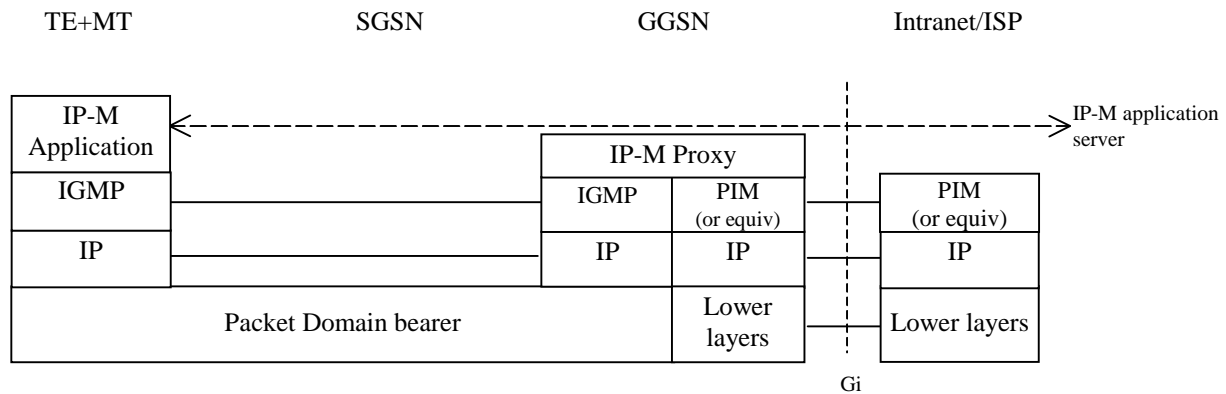 TE+MT SGSN GGSN Intranet/ISP
IP-M
Application
IP-M application
server
IP-M Proxy
IGMP IGMP PIM
(or equiv)
PIM
(or equiv)
IP IP IP IP
Packet Domain bearer
Lower
layers
Lower layers
Gi